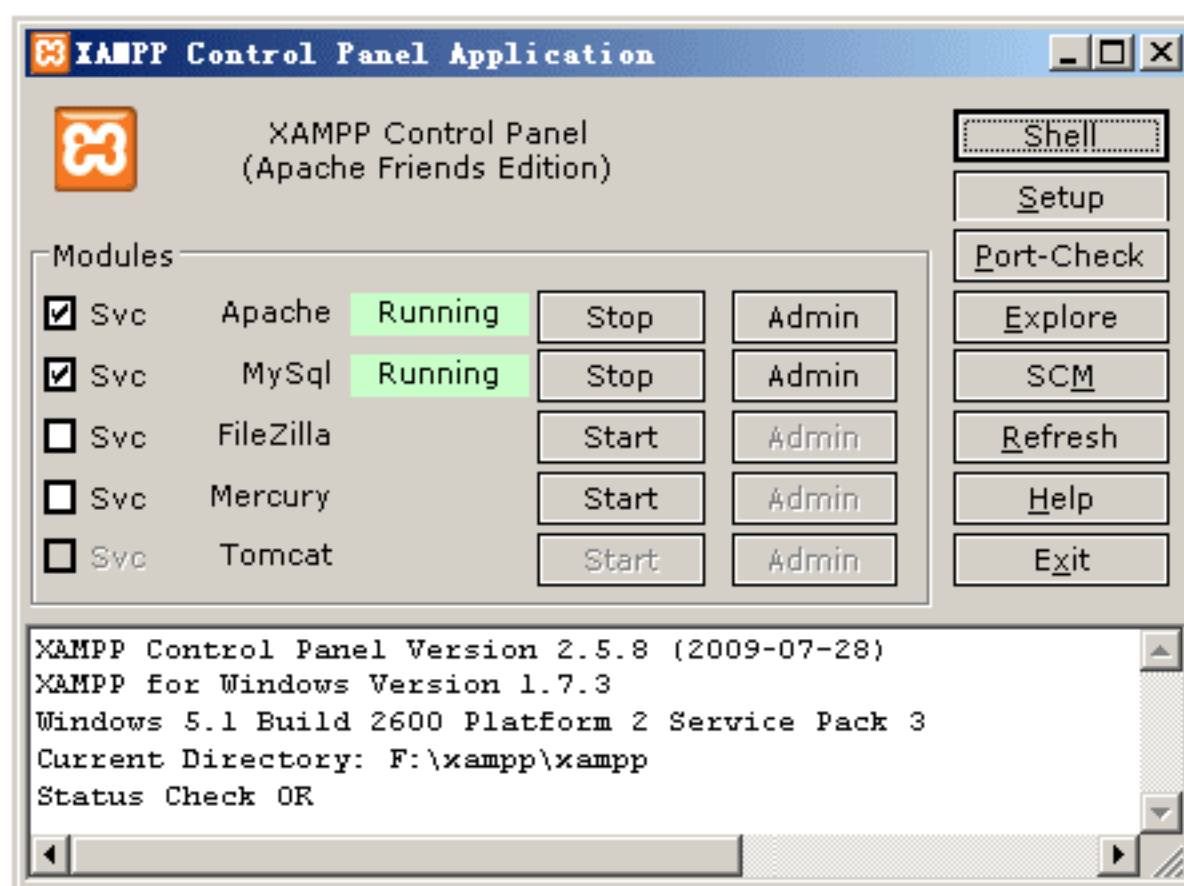 XAMPP Control Panel Application
XAMPP Control Panel
(Apache Friends Edition)
Shell
Setup
Port-Check
Explore
SCM
Refresh
Help
Exit
Modules
Svc Apache Running Stop Admin
Svc MySql Running Stop Admin
Svc FileZilla Start Admin
Svc Mercury Start Admin
Svc Tomcat Start Admin
XAMPP Control Panel Version 2.5.8 (2009-07-28)
XAMPP for Windows Version 1.7.3
Windows 5.1 Build 2600 Platform 2 Service Pack 3
Current Directory: F:\xampp\xampp
Status Check OK